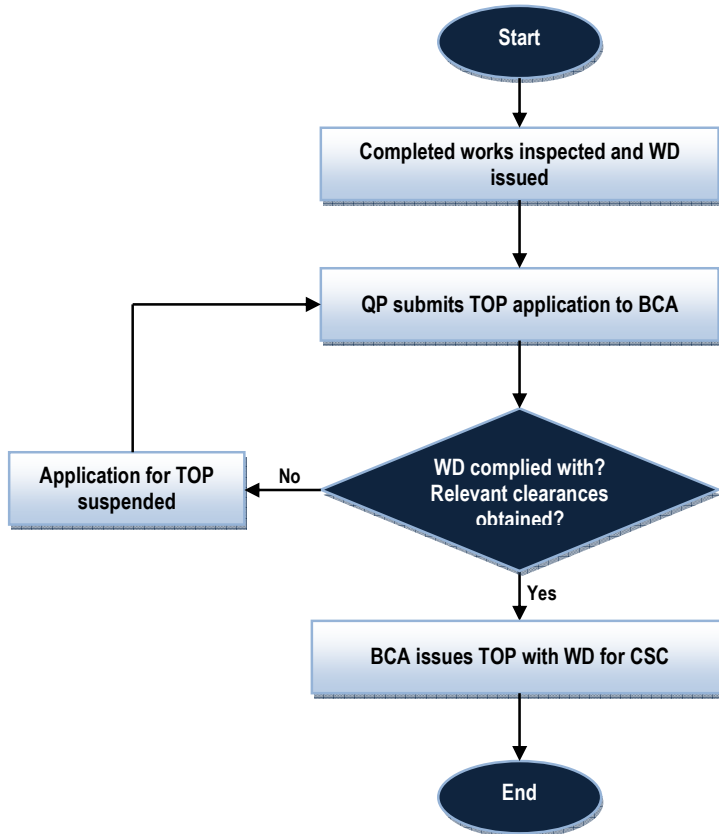 Start
Completed works inspected and WD
issued
QP submits TOP application to BCA
WD complied with?
Relevant clearances
obtained?
No
Application for TOP
suspended
Yes
BCA issues TOP with WD for CSC
End